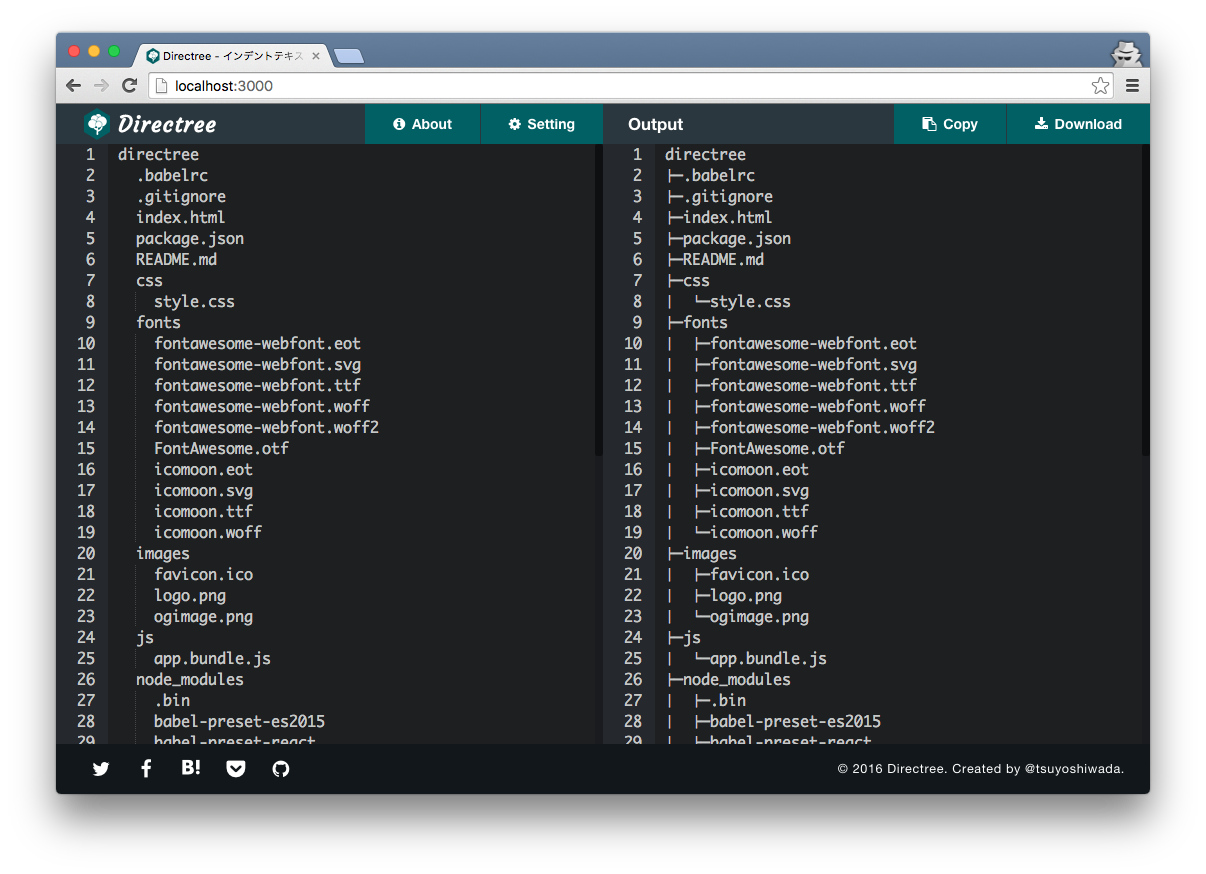 Directree - インデントテキス
localhost:3000
Directree
About
Setting
Output
Copy
Download
1 directree
2 .babelrc
3 .gitignore
4 index.html
5 package.json
6 README.md
7 css
8 style.css
9 fonts
10 fontawesome-webfont.eot
11 fontawesome-webfont.svg
12 fontawesome-webfont.ttf
13 fontawesome-webfont.woff
14 fontawesome-webfont.woff2
15 FontAwesome.otf
16 icomoon.eot
17 icomoon.svg
18 icomoon.ttf
19 icomoon.woff
20 images
21 favicon.ico
22 logo.png
23 ogimage.png
24 js
25 app.bundle.js
26 node_modules
27 .bin
28 babel-preset-es2015
29 babel-preset-react
1 directree
2 ├─.babelrc
3 ├─.gitignore
4 ├─index.html
5 ├─package.json
6 ├─README.md
7 ├─css
8 |  └─style.css
9 ├─fonts
10 |  ├─fontawesome-webfont.eot
11 |  ├─fontawesome-webfont.svg
12 |  ├─fontawesome-webfont.ttf
13 |  ├─fontawesome-webfont.woff
14 |  ├─fontawesome-webfont.woff2
15 |  ├─FontAwesome.otf
16 |  ├─icomoon.eot
17 |  ├─icomoon.svg
18 |  ├─icomoon.ttf
19 |  └─icomoon.woff
20 ├─images
21 |  ├─favicon.ico
22 |  ├─logo.png
23 |  └─ogimage.png
24 ├─js
25 |  └─app.bundle.js
26 ├─node_modules
27 |  ├─.bin
28 |  ├─babel-preset-es2015
29 |  ├─babel-preset-react
B!
© 2016 Directree. Created by @tsuyoshiwada.